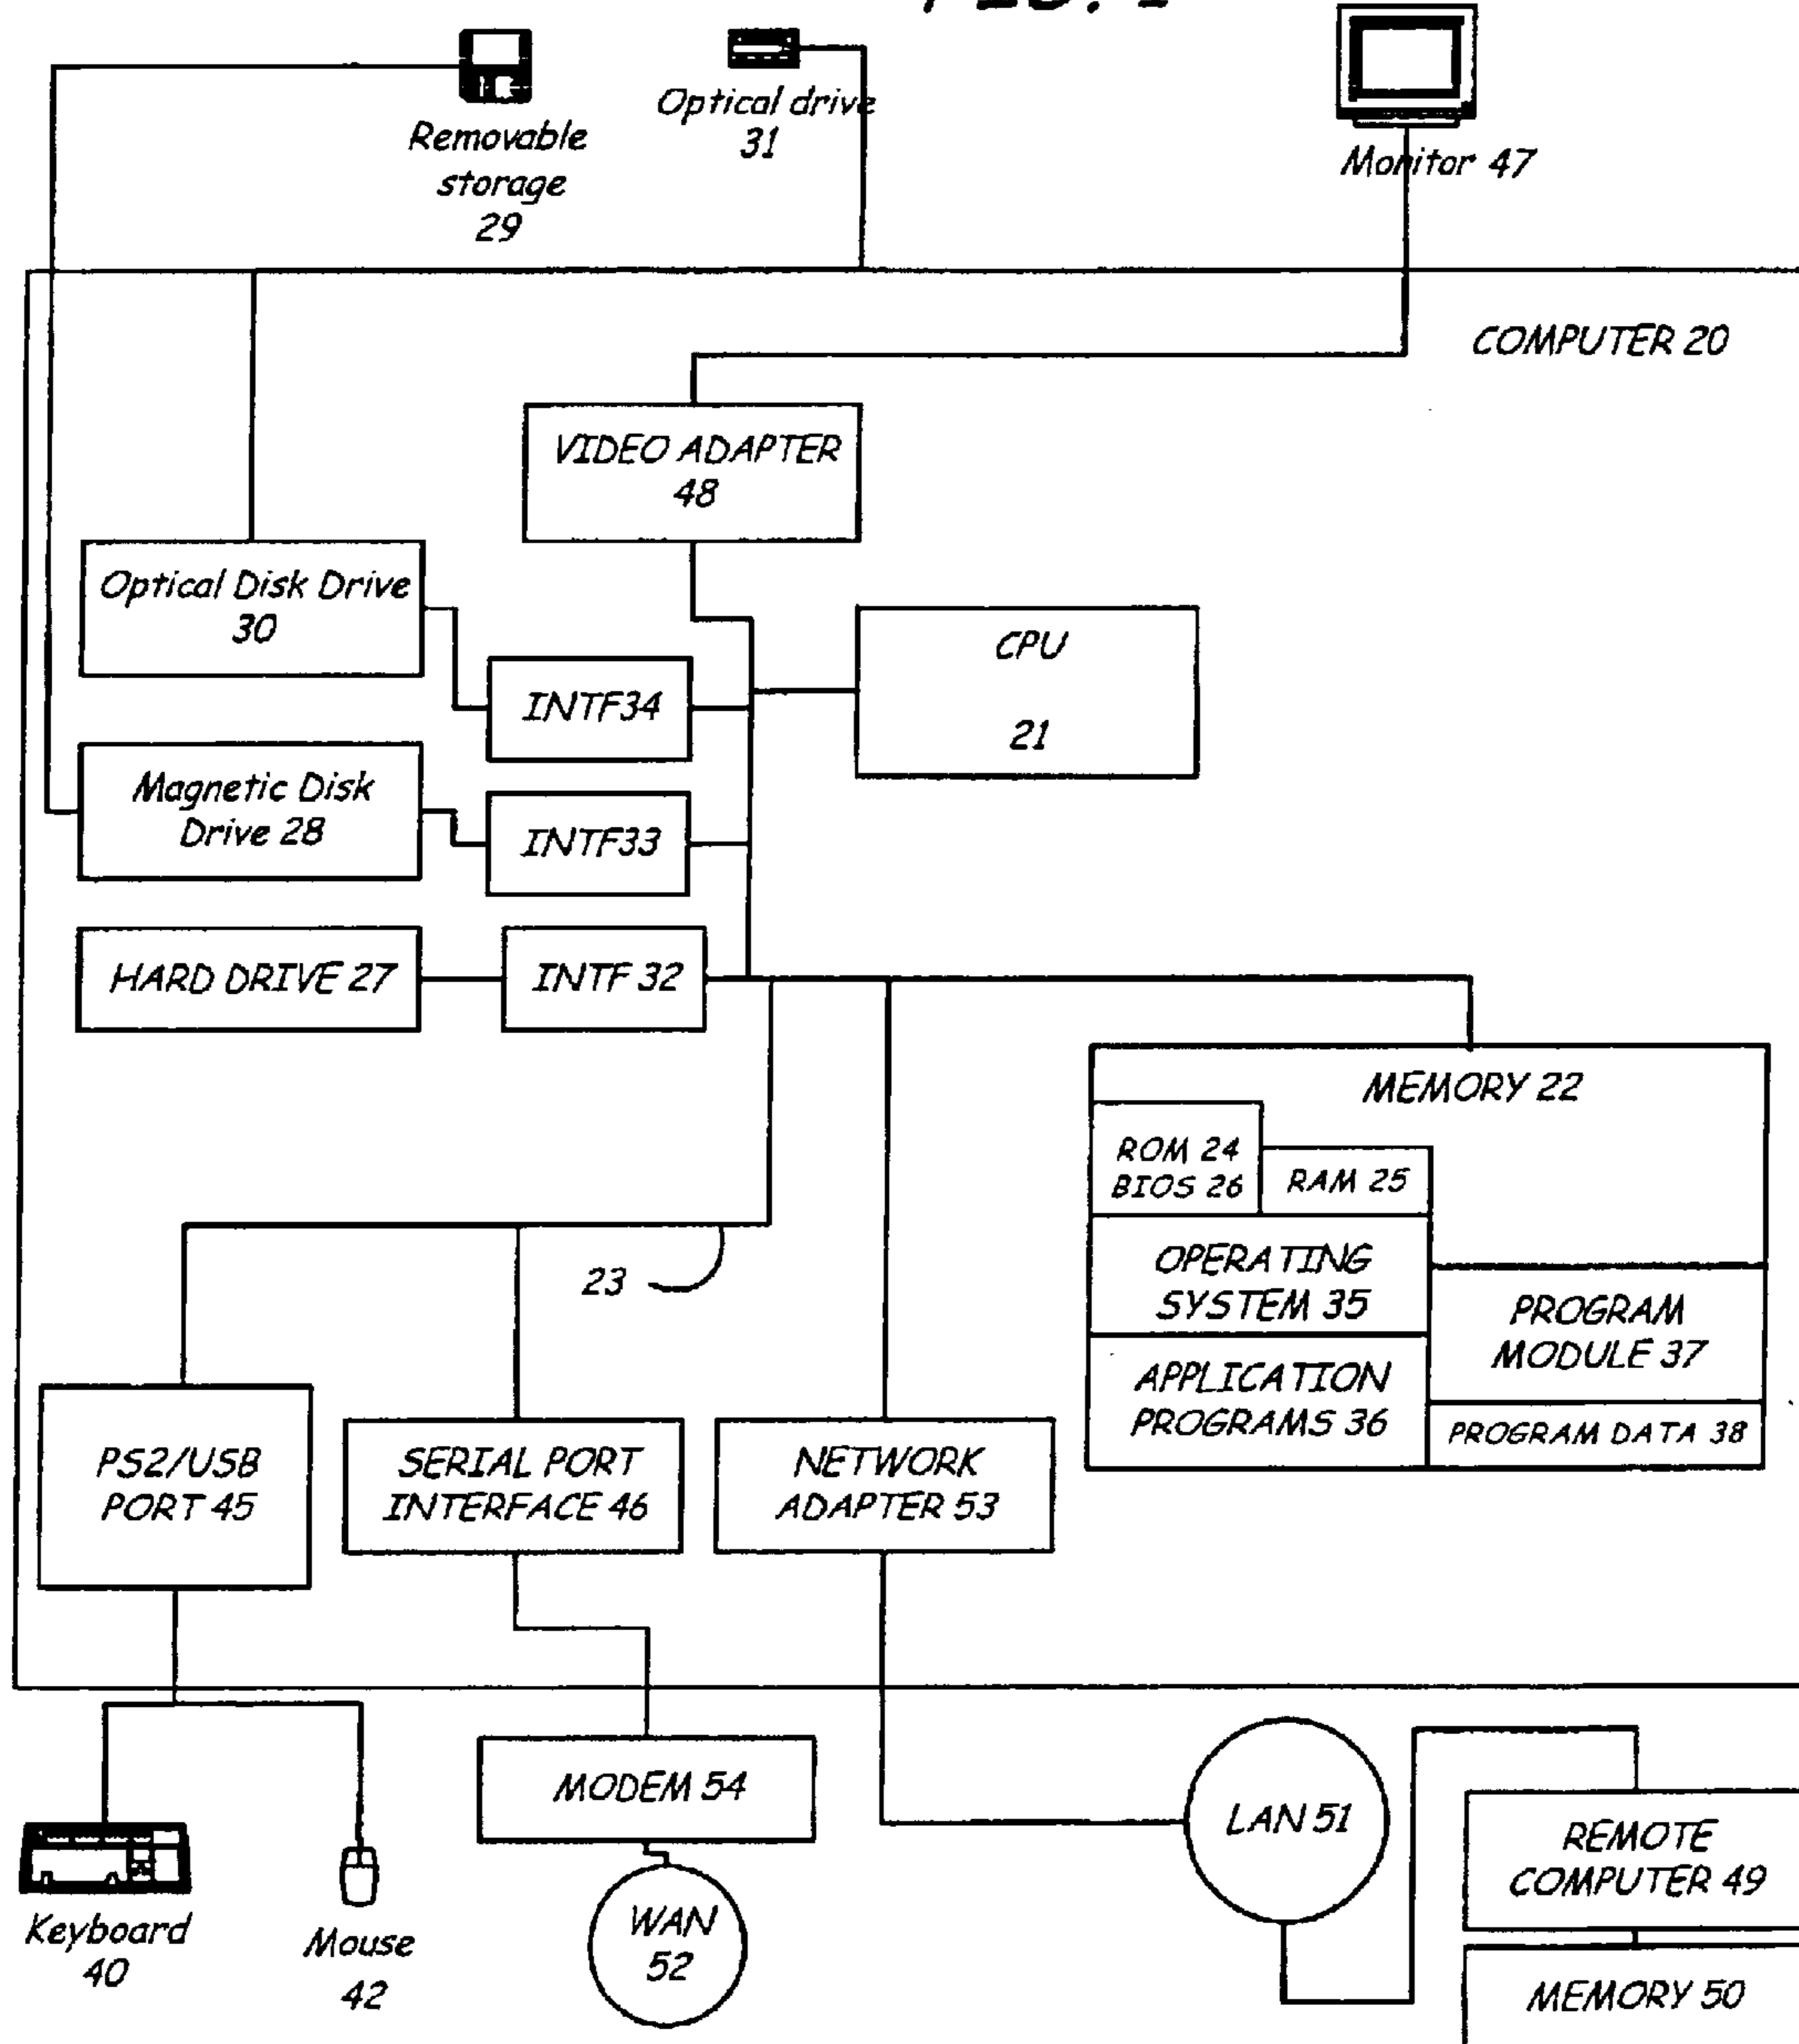 Removable
storage
29
Optical drive
31
Monitor 47
COMPUTER 20
VIDEO ADAPTER
48
Optical Disk Drive
30
CPU
21
INTF34
Magnetic Disk
Drive 28
INTF33
HARD DRIVE 27
INTF 32
MEMORY 22
ROM 24
BIOS 26
RAM 25
OPERATING
SYSTEM 35
PROGRAM
MODULE 37
APPLICATION
PROGRAMS 36
PROGRAM DATA 38
23
PS2/USB
PORT 45
SERIAL PORT
INTERFACE 46
NETWORK
ADAPTER 53
MODEM 54
LAN 51
REMOTE
COMPUTER 49
Keyboard
40
Mouse
42
WAN
52
MEMORY 50